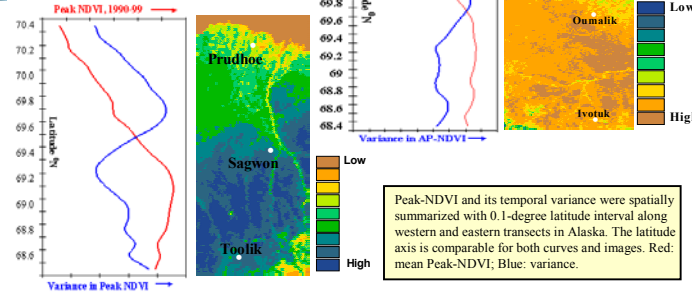 Peak NDVI, 1990-99
70.4
70.2
70.0
69.8
69.6
69.4
69.2
69.0
68.8
68.6
Latitude ⁰N
Variance in Peak NDVI
Prudhoe
Sagwon
Toolik
Low
High
69.8
69.6
69.4
69.2
69
68.8
68.6
68.4
Variance in AP-NDVI
Oumalik
Ivotuk
Low
High
Peak-NDVI and its temporal variance were spatially
summarized with 0.1-degree latitude interval along
western and eastern transects in Alaska. The latitude
axis is comparable for both curves and images. Red:
mean Peak-NDVI; Blue: variance.